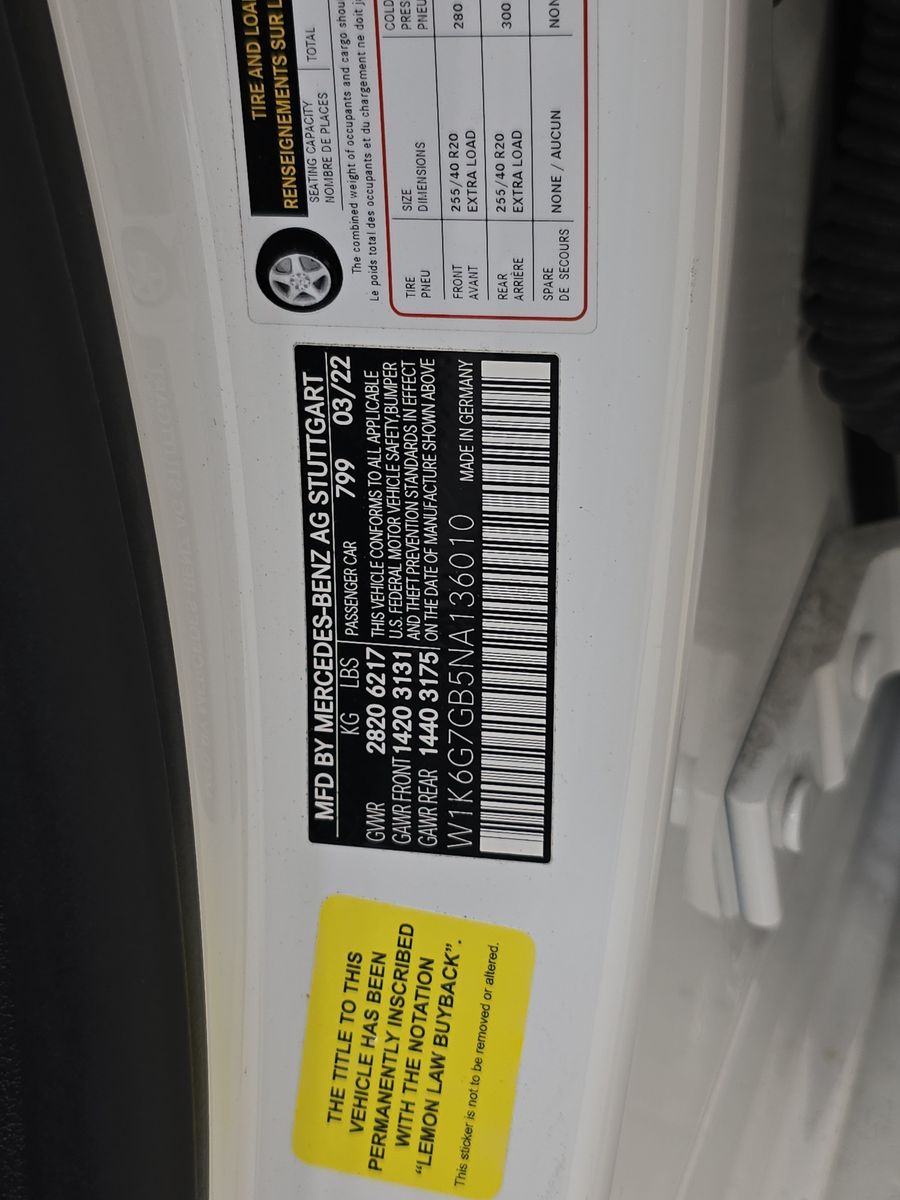 TIRE AND LOA
RENSEIGNEMENTS SUR L
SEATING CAPACITY
NOMBRE DE PLACES
TOTAL
The combined weight of occupants and cargo shou
Le poids total des occupants et du chargement ne doit j
TIRE
PNEU
SIZE
DIMENSIONS
COLD
PRES
PNEU
FRONT
AVANT
255/40 R20
EXTRA LOAD
280
REAR
ARRIÈRE
255/40 R20
EXTRA LOAD
300
SPARE
DE SECOURS
NONE / AUCUN
NON
MFD BY MERCEDES-BENZ AG STUTTGART
KG LBS PASSENGER CAR 799 03/22
GVWR 2820 6217 THIS VEHICLE CONFORMS TO ALL APPLICABLE
GAWR FRONT 1420 3131 U.S. FEDERAL MOTOR VEHICLE SAFETY,BUMPER
GAWR REAR 1440 3175 AND THEFT PREVENTION STANDARDS IN EFFECT
ON THE DATE OF MANUFACTURE SHOWN ABOVE
W1K6G7GB5NA136010 MADE IN GERMANY
THE TITLE TO THIS
VEHICLE HAS BEEN
PERMANENTLY INSCRIBED
WITH THE NOTATION
“LEMON LAW BUYBACK”.
This sticker is not to be removed or altered.